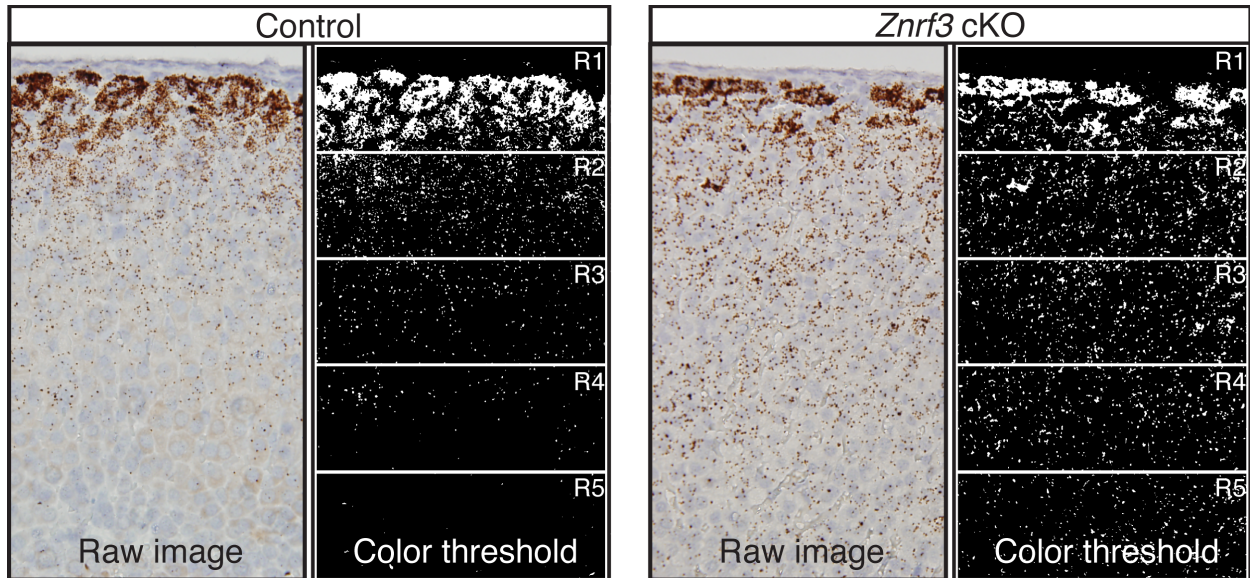 Control
R1
R2
R3
R4
R5
Raw image
Color threshold
Znrf3 cKO
R1
R2
R3
R4
R5
Raw image
Color threshold